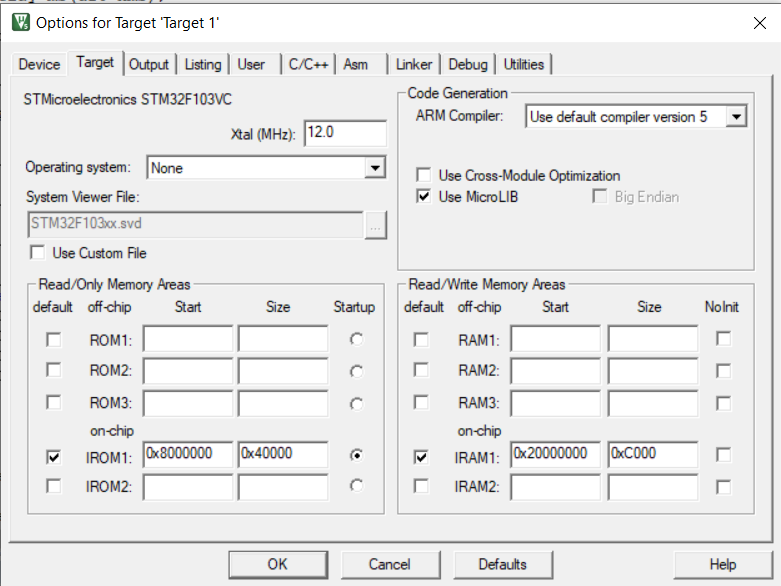 Options for Target 'Target 1'
Device Target Output Listing User C/C++ Asm Linker Debug Utilities
STMicroelectronics STM32F103VC
Xtal (MHz): 12.0
Operating system: None
System Viewer File:
STM32F103xx.svd ...
Use Custom File
Code Generation
ARM Compiler: Use default compiler version 5
Use Cross-Module Optimization
Use MicroLIB Big Endian
Read/Only Memory Areas
default off-chip Start Size Startup
ROM1:
ROM2:
ROM3:
on-chip
IROM1: 0x8000000 0x40000
IROM2:
Read/Write Memory Areas
default off-chip Start Size NoInit
RAM1:
RAM2:
RAM3:
on-chip
IRAM1: 0x20000000 0xC000
IRAM2:
OK Cancel Defaults Help